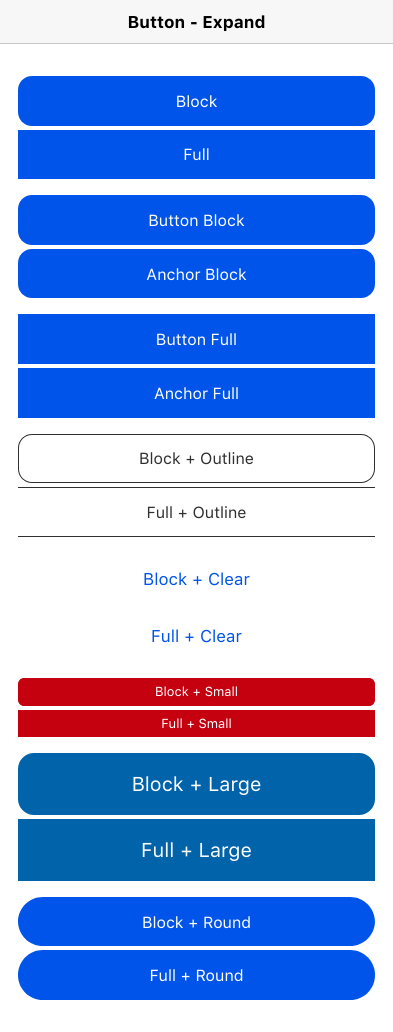 Button - Expand
Block
Full
Button Block
Anchor Block
Button Full
Anchor Full
Block + Outline
Full + Outline
Block + Clear
Full + Clear
Block + Small
Full + Small
Block + Large
Full + Large
Block + Round
Full + Round